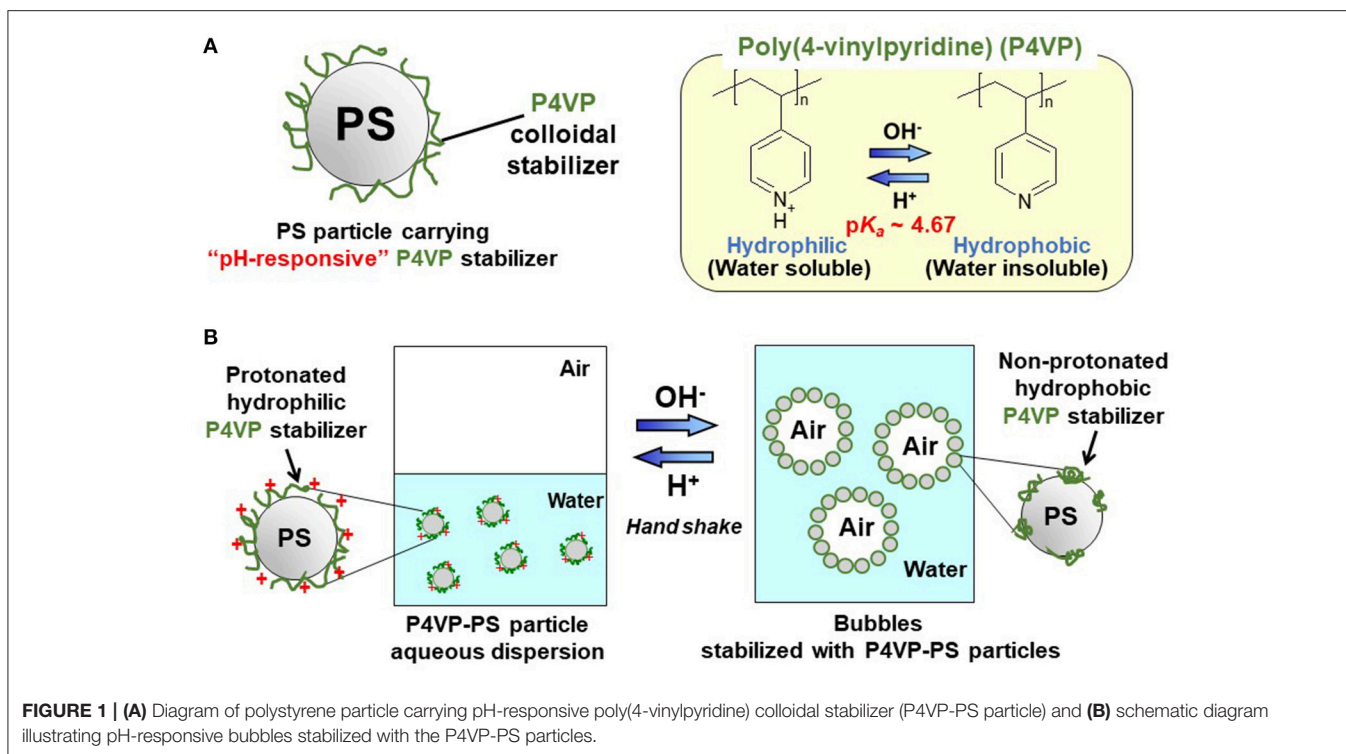 A
PS
P4VP
colloidal
stabilizer
PS particle carrying
“pH-responsive” P4VP stabilizer
Poly(4-vinylpyridine) (P4VP)
n
n
OH-
H+
N+
H
N
pKa ~ 4.67
Hydrophilic
(Water soluble)
Hydrophobic
(Water insoluble)
B
Protonated
hydrophilic
P4VP stabilizer
+ + + + + + + +
PS
Air
Water
P4VP-PS particle
aqueous dispersion
OH-
H+
Hand shake
Air
Air
Air
Water
Bubbles
stabilized with P4VP-PS particles
Non-protonated
hydrophobic
P4VP stabilizer
PS
FIGURE 1 | (A) Diagram of polystyrene particle carrying pH-responsive poly(4-vinylpyridine) colloidal stabilizer (P4VP-PS particle) and (B) schematic diagram
illustrating pH-responsive bubbles stabilized with the P4VP-PS particles.